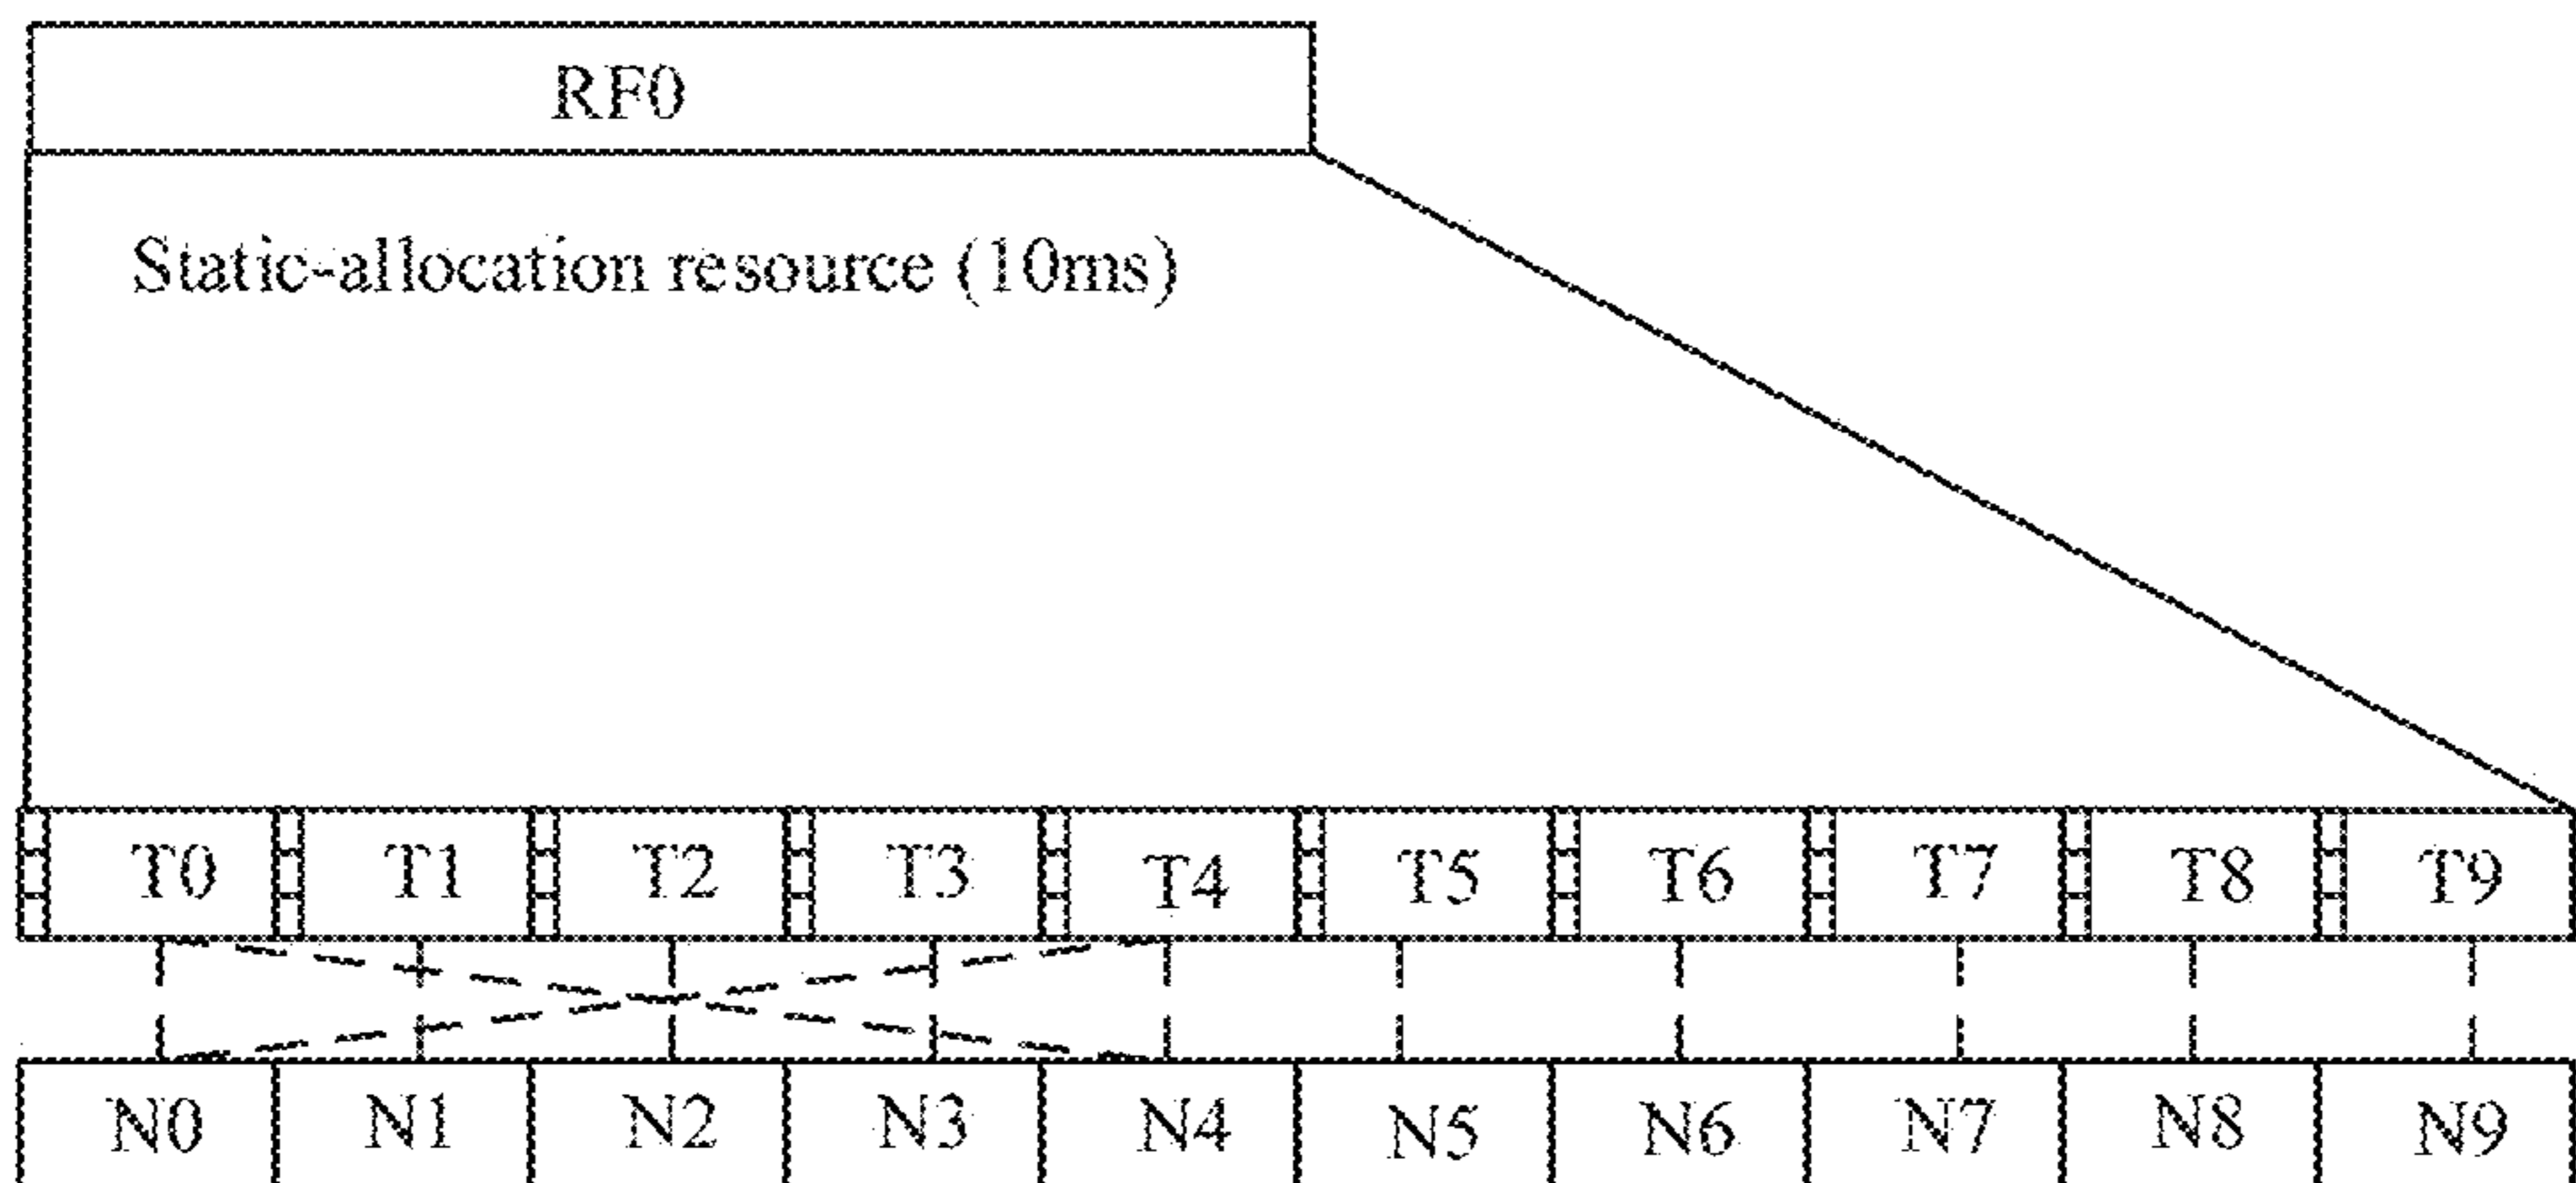 RF0
Static-allocation resource (10ms)
T0 T1 T2 T3 T4 T5 T6 T7 T8 T9
N0 N1 N2 N3 N4 N5 N6 N7 N8 N9